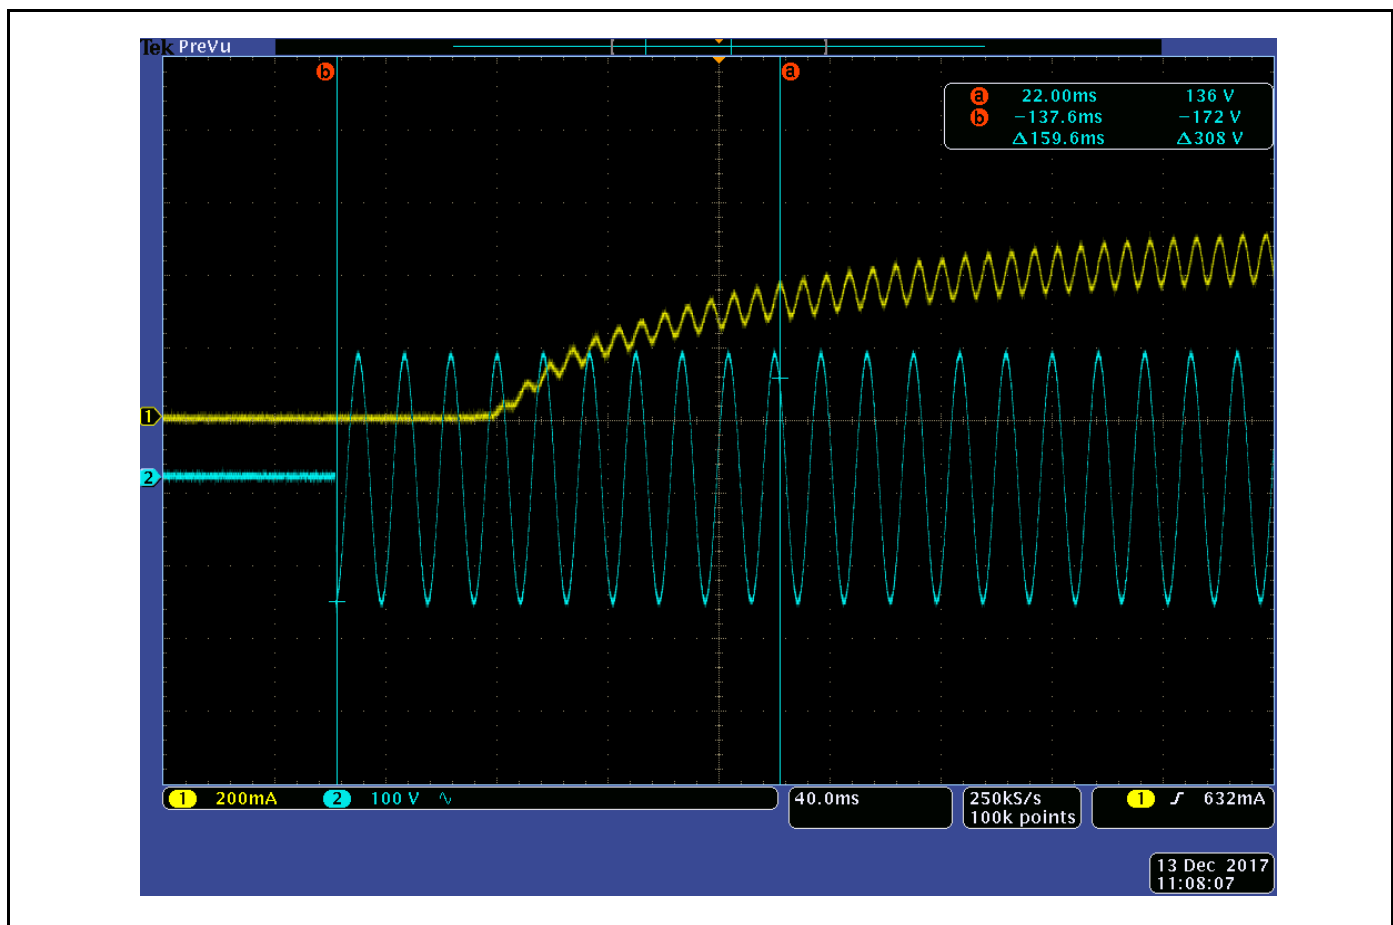 Tek PreVu
b a
a 22.00ms 136 V
b −137.6ms −172 V
Δ159.6ms Δ308 V
1
2
1 200mA 2 100 V ∿ 40.0ms 250kS/s 1 632mA
100k points
13 Dec 2017
11:08:07